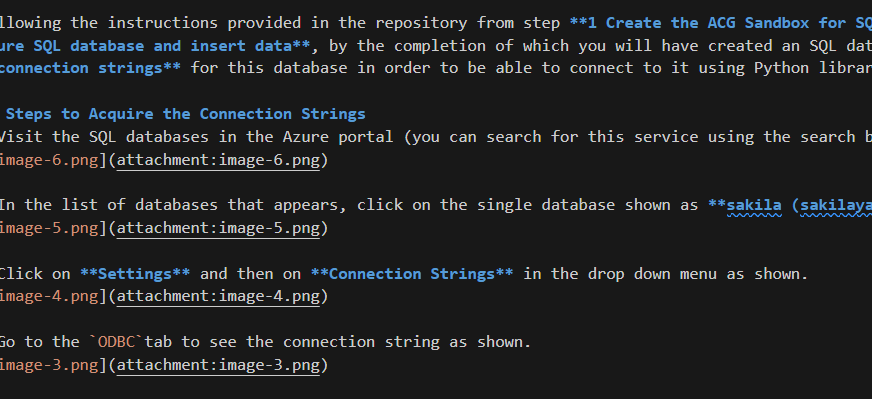 llowing the instructions provided in the repository from step **1 Create the ACG Sandbox for SQ
ure SQL database and insert data**, by the completion of which you will have created an SQL dat
connection strings** for this database in order to be able to connect to it using Python librar
Steps to Acquire the Connection Strings
Visit the SQL databases in the Azure portal (you can search for this service using the search b
image-6.png](attachment:image-6.png)
In the list of databases that appears, click on the single database shown as **sakila (sakilaya
image-5.png](attachment:image-5.png)
Click on **Settings** and then on **Connection Strings** in the drop down menu as shown.
image-4.png](attachment:image-4.png)
Go to the `ODBC`tab to see the connection string as shown.
image-3.png](attachment:image-3.png)